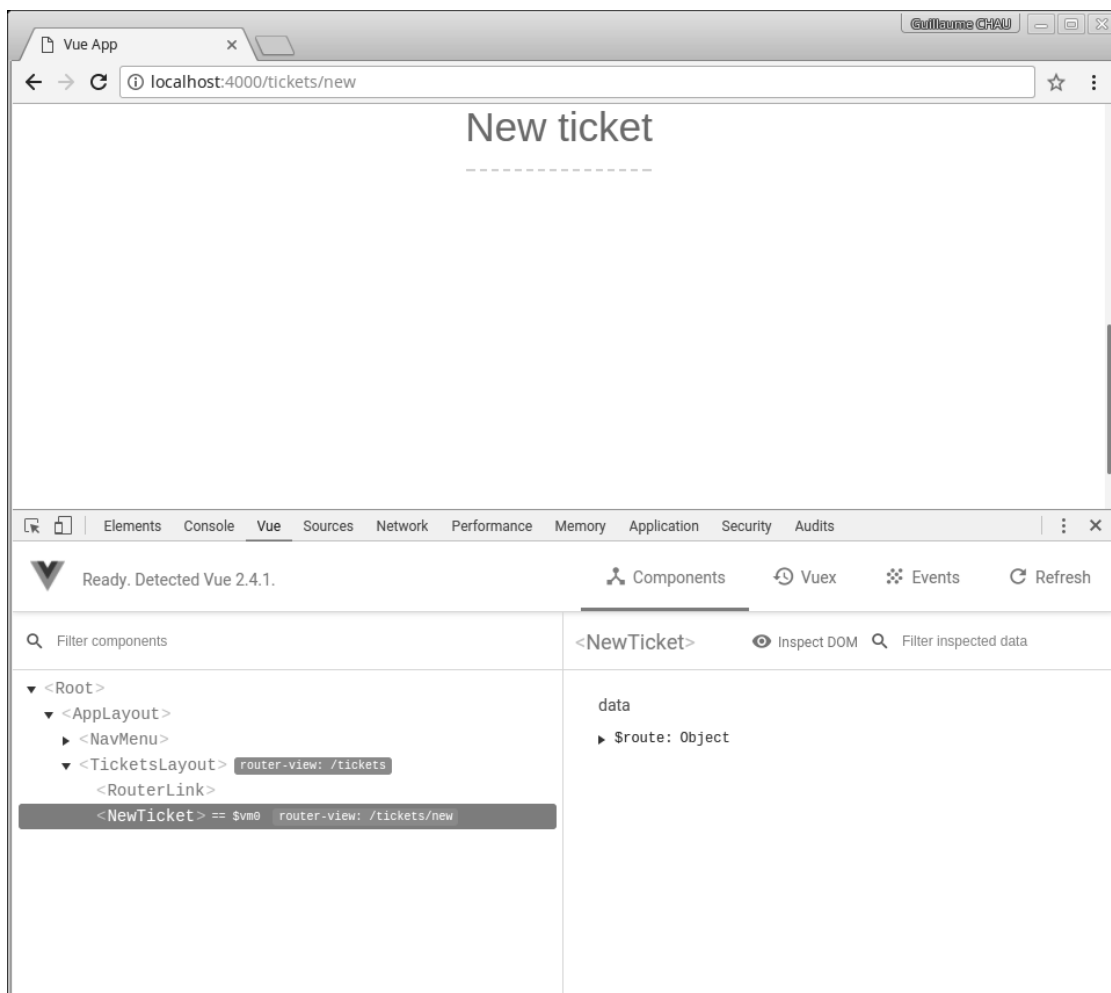 Guillaume CHAU
Vue App
localhost:4000/tickets/new
New ticket
Elements Console Vue Sources Network Performance Memory Application Security Audits
Ready. Detected Vue 2.4.1. Components Vuex Events Refresh
Filter components <NewTicket> Inspect DOM Filter inspected data
<Root>
<AppLayout>
<NavMenu>
<TicketsLayout> router-view: /tickets
<RouterLink>
<NewTicket> == $vm0 router-view: /tickets/new
data
$route: Object